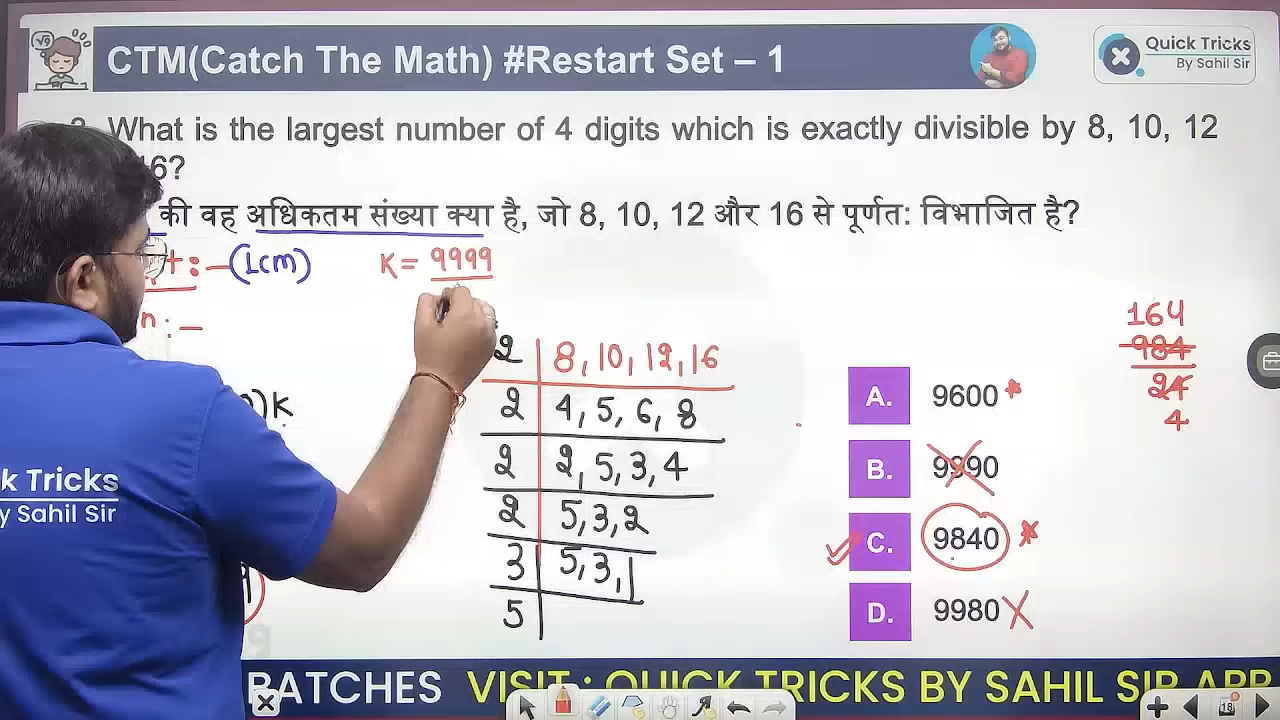 CTM(Catch The Math) #Restart Set – 1
Quick Tricks
By Sahil Sir
What is the largest number of 4 digits which is exactly divisible by 8, 10, 12
16?
की वह अधिकतम संख्या क्या है, जो 8, 10, 12 और 16 से पूर्णत: विभाजित है?
(Lcm)
K = 9999
n : –
K
2 | 8, 10, 12, 16
2 | 4, 5, 6, 8
2 | 2, 5, 3, 4
2 | 5, 3, 2
3 | 5, 3, 1
5
164
984
24
4
A. 9600
B. 9990
C. 9840
D. 9980
k Tricks
y Sahil Sir
BATCHES VISIT : QUICK TRICKS BY SAHIL SIR APP
18